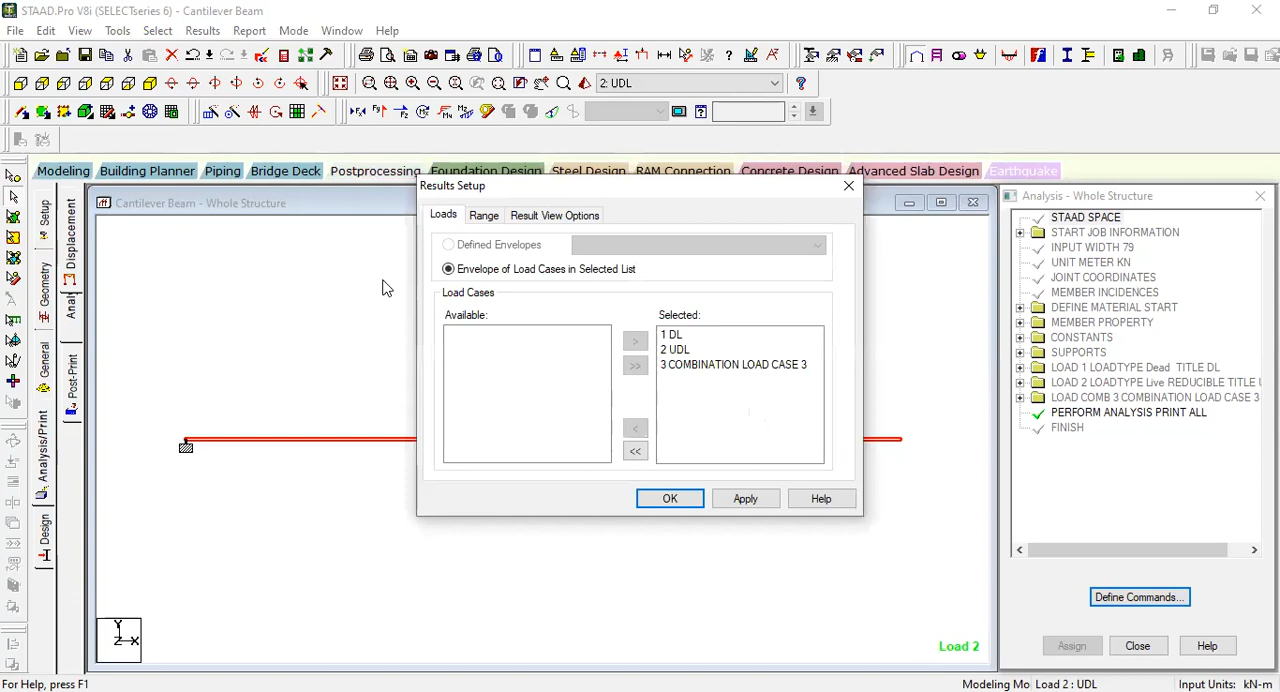 STAAD.Pro V8i (SELECTseries 6) - Cantilever Beam
File Edit View Tools Select Results Report Mode Window Help
2: UDL
Modeling Building Planner Piping Bridge Deck Postprocessing Foundation Design Steel Design RAM Connection Concrete Design Advanced Slab Design Earthquake
Cantilever Beam - Whole Structure
Setup
Geometry
General
Analysis/Print
Design
Displacement
Post-Print
Results Setup
Loads Range Result View Options
Defined Envelopes
Envelope of Load Cases in Selected List
Load Cases
Available: Selected:
1 DL
2 UDL
3 COMBINATION LOAD CASE 3
> 
>>
<
<<
OK Apply Help
Y
Z X
Load 2
Analysis - Whole Structure
STAAD SPACE
START JOB INFORMATION
INPUT WIDTH 79
UNIT METER KN
JOINT COORDINATES
MEMBER INCIDENCES
DEFINE MATERIAL START
MEMBER PROPERTY
CONSTANTS
SUPPORTS
LOAD 1 LOADTYPE Dead TITLE DL
LOAD 2 LOADTYPE Live REDUCIBLE TITLE U
LOAD COMB 3 COMBINATION LOAD CASE 3
PERFORM ANALYSIS PRINT ALL
FINISH
Define Commands...
Assign Close Help
For Help, press F1
Modeling Mo Load 2 : UDL Input Units: kN-m